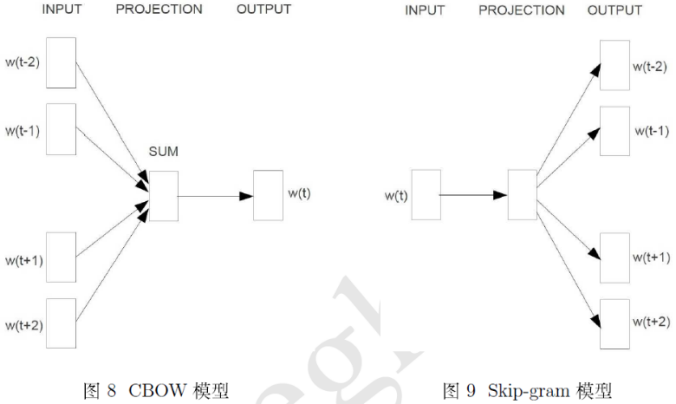 INPUT PROJECTION OUTPUT
w(t-2)
w(t-1)
SUM
w(t)
w(t+1)
w(t+2)
图 8 CBOW 模型
INPUT PROJECTION OUTPUT
w(t-2)
w(t-1)
w(t)
w(t+1)
w(t+2)
图 9 Skip-gram 模型